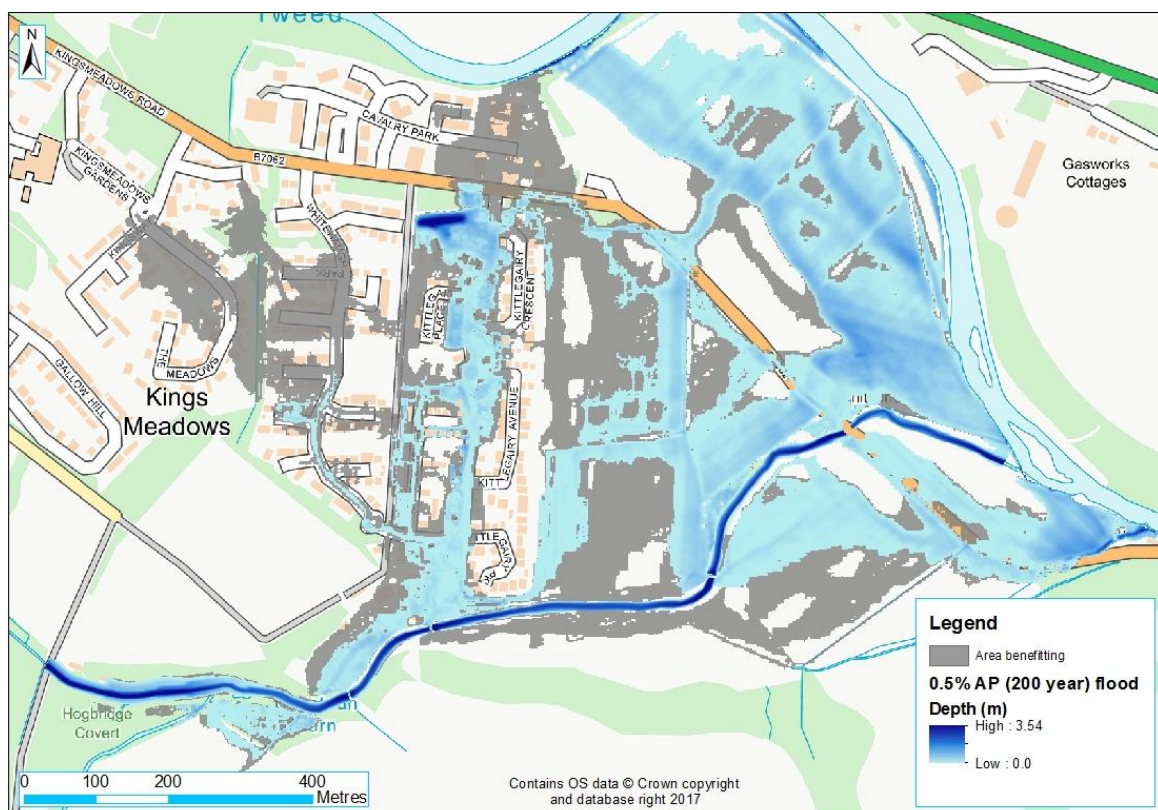 Tweed
N
KINGSMEADOWS ROAD
CAVALRY PARK
B7062
KINGSMEADOWS
GARDENS
PARK
KITTLEGAIRY
CRESCENT
PLACE
THE MEADOWS
GALLOW HILL
Kings
Meadows
KITTLEGAIRY AVENUE
Gasworks
Cottages
Hogbridge
Covert
0 100 200 400
Metres
Contains OS data © Crown copyright
and database right 2017
Legend
Area benefitting
0.5% AP (200 year) flood
Depth (m)
High : 3.54
Low : 0.0